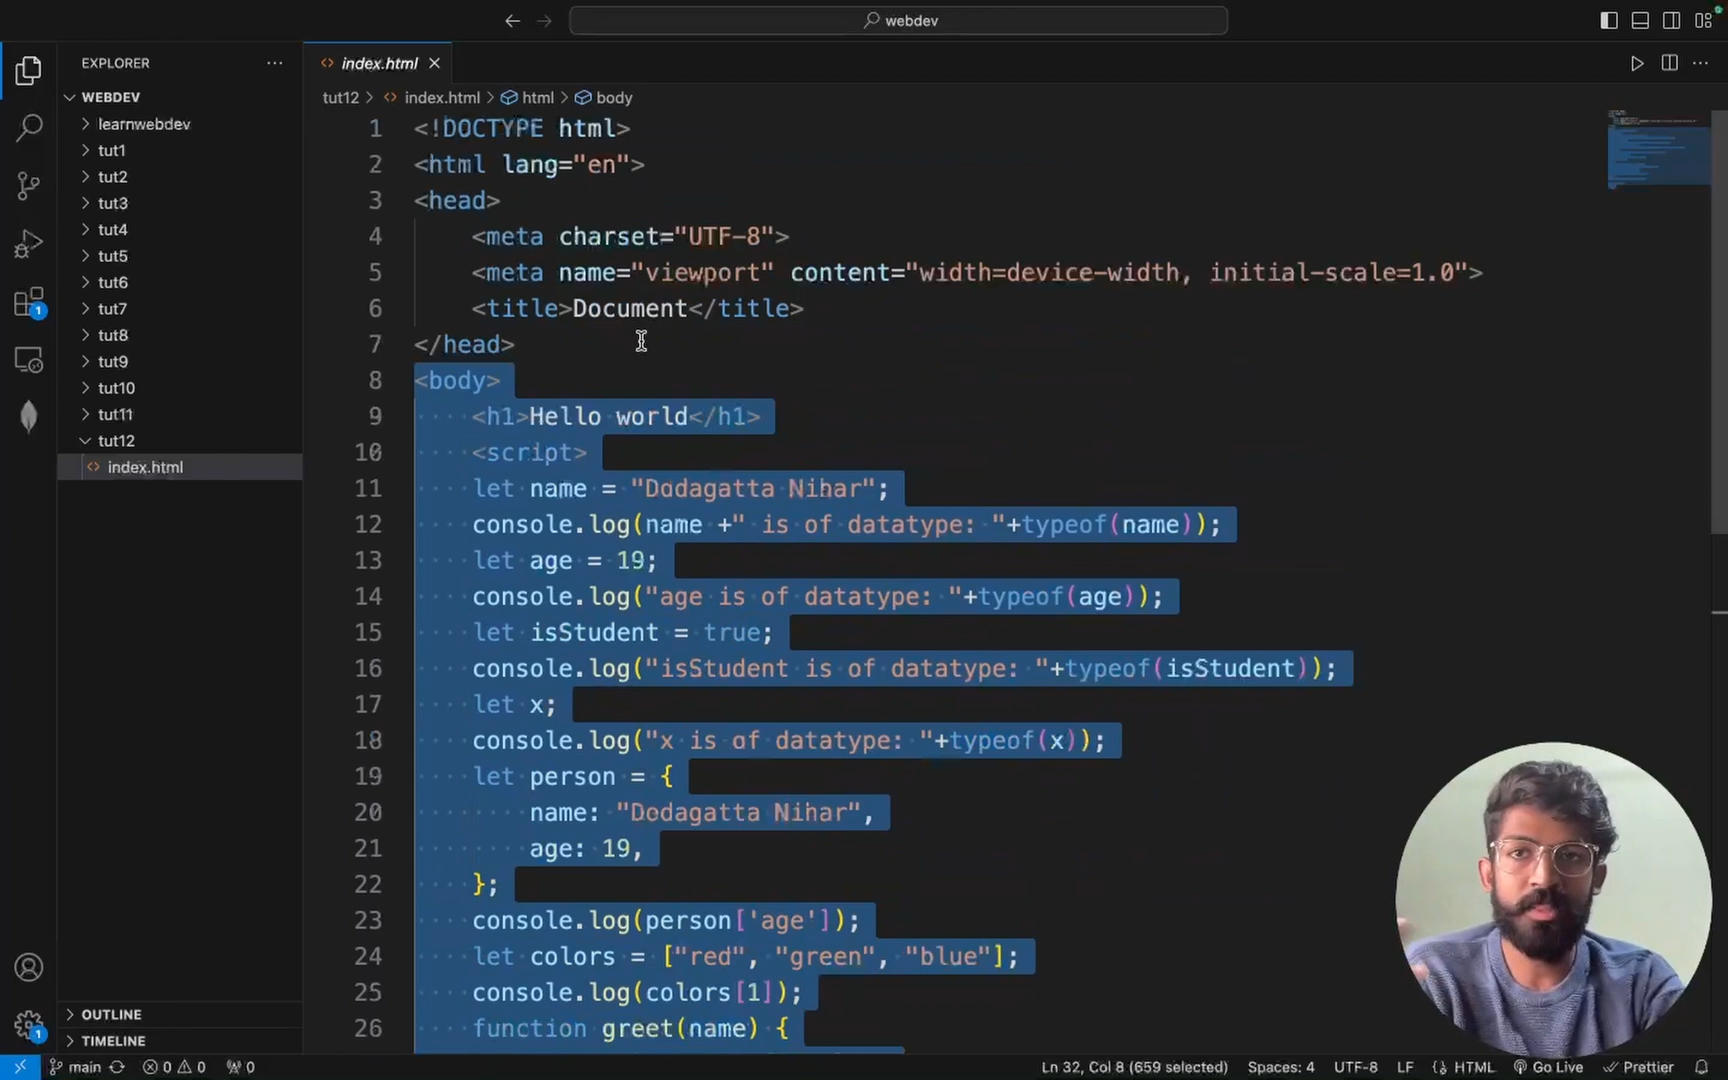 webdev
EXPLORER
index.html
WEBDEV
learnwebdev
tut1
tut2
tut3
tut4
tut5
tut6
tut7
tut8
tut9
tut10
tut11
tut12
index.html
OUTLINE
TIMELINE
tut12 > index.html > html > body
1 <!DOCTYPE html>
2 <html lang="en">
3 <head>
4 <meta charset="UTF-8">
5 <meta name="viewport" content="width=device-width, initial-scale=1.0">
6 <title>Document</title>
7 </head>
8 <body>
9 <h1>Hello world</h1>
10 <script>
11 let name = "Dodagatta Nihar";
12 console.log(name +" is of datatype: "+typeof(name));
13 let age = 19;
14 console.log("age is of datatype: "+typeof(age));
15 let isStudent = true;
16 console.log("isStudent is of datatype: "+typeof(isStudent));
17 let x;
18 console.log("x is of datatype: "+typeof(x));
19 let person = {
20 name: "Dodagatta Nihar",
21 age: 19,
22 };
23 console.log(person['age']);
24 let colors = ["red", "green", "blue"];
25 console.log(colors[1]);
26 function greet(name) {
1
1
main 0 0 0 Ln 32, Col 8 (659 selected) Spaces: 4 UTF-8 LF HTML Go Live Prettier